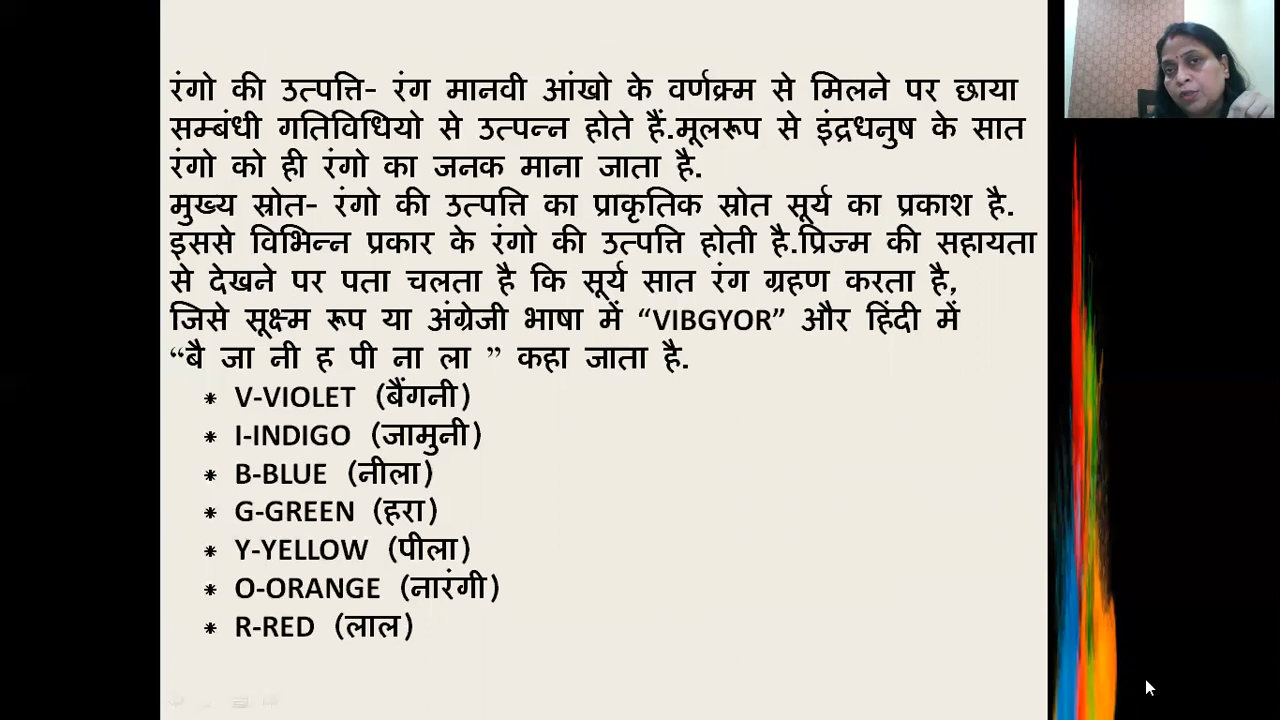 रंगो की उत्पत्ति- रंग मानवी आंखो के वर्णक्र्म से मिलने पर छाया
सम्बंधी गतिविधियो से उत्पन्न होते हैं.मूलरूप से इंद्रधनुष के सात
रंगो को ही रंगो का जनक माना जाता है.
मुख्य स्रोत- रंगो की उत्पत्ति का प्राकृतिक स्रोत सूर्य का प्रकाश है.
इससे विभिन्न प्रकार के रंगो की उत्पत्ति होती है.प्रिज्म की सहायता
से देखने पर पता चलता है कि सूर्य सात रंग ग्रहण करता है,
जिसे सूक्ष्म रूप या अंग्रेजी भाषा में “VIBGYOR” और हिंदी में
“बै जा नी ह पी ना ला ” कहा जाता है.
* V-VIOLET (बैंगनी)
* I-INDIGO (जामुनी)
* B-BLUE (नीला)
* G-GREEN (हरा)
* Y-YELLOW (पीला)
* O-ORANGE (नारंगी)
* R-RED (लाल)